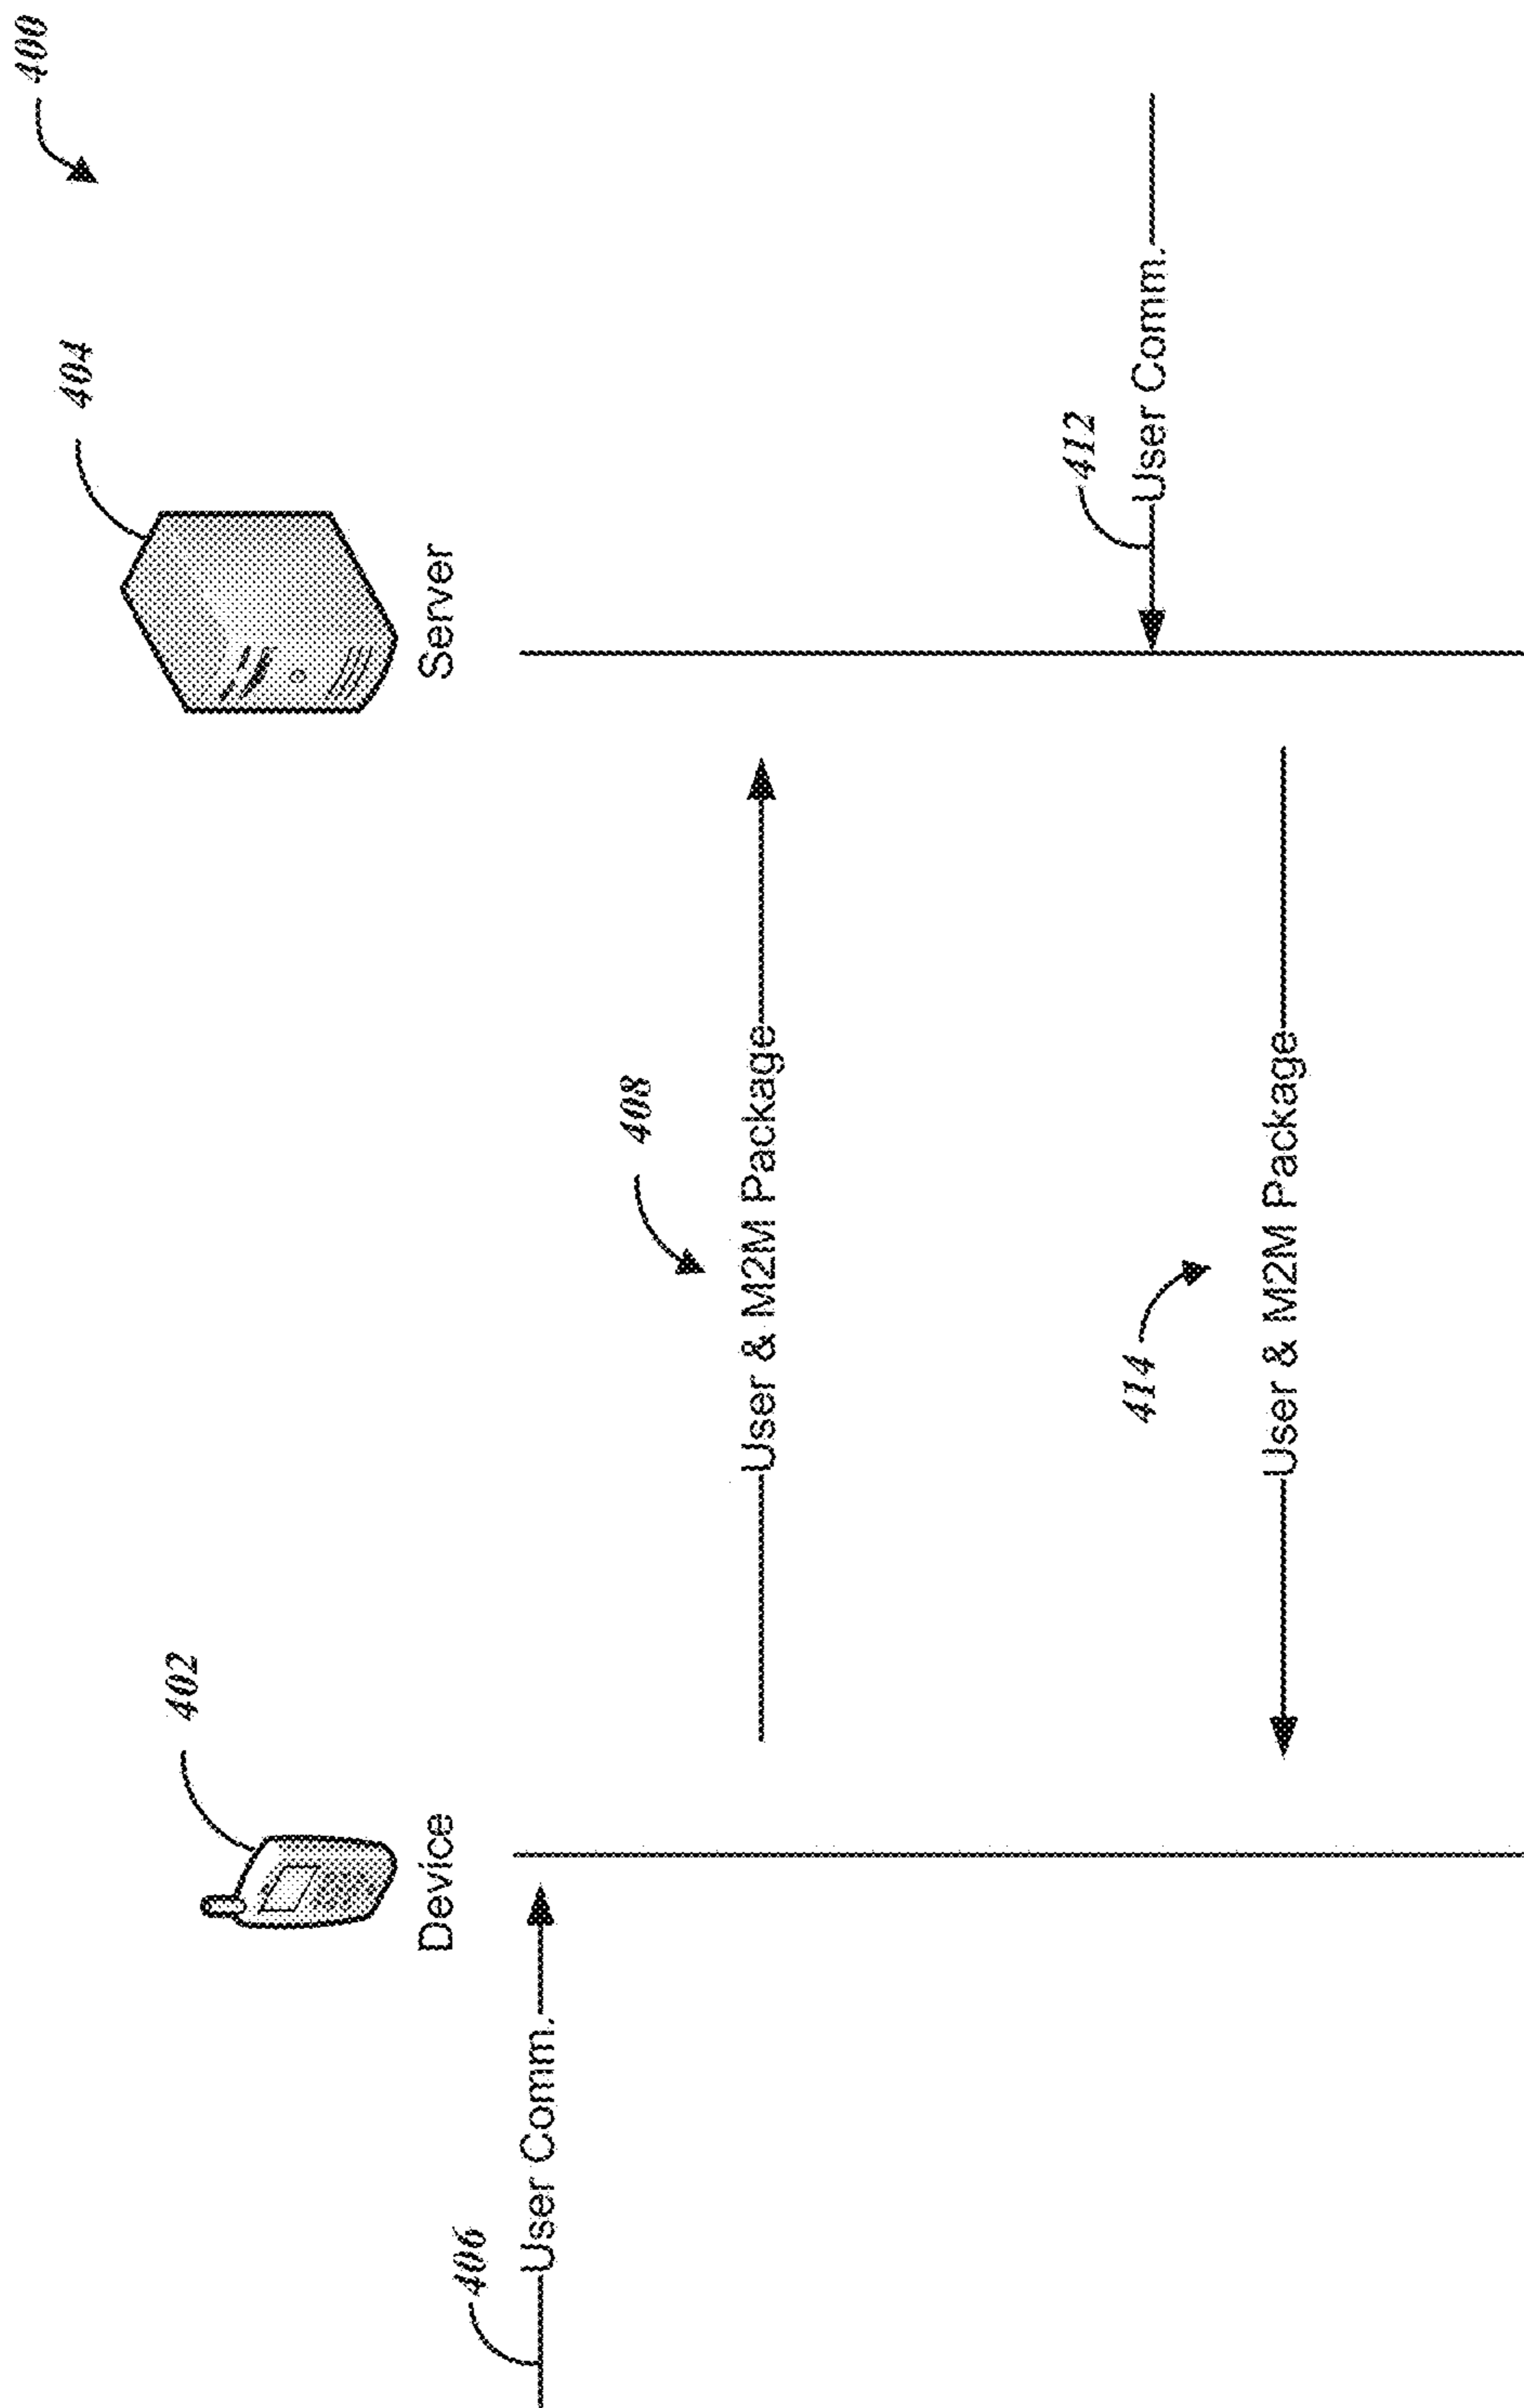 400
404
402
Server
Device
406
User Comm.
408
User & M2M Package
412
User Comm.
414
User & M2M Package